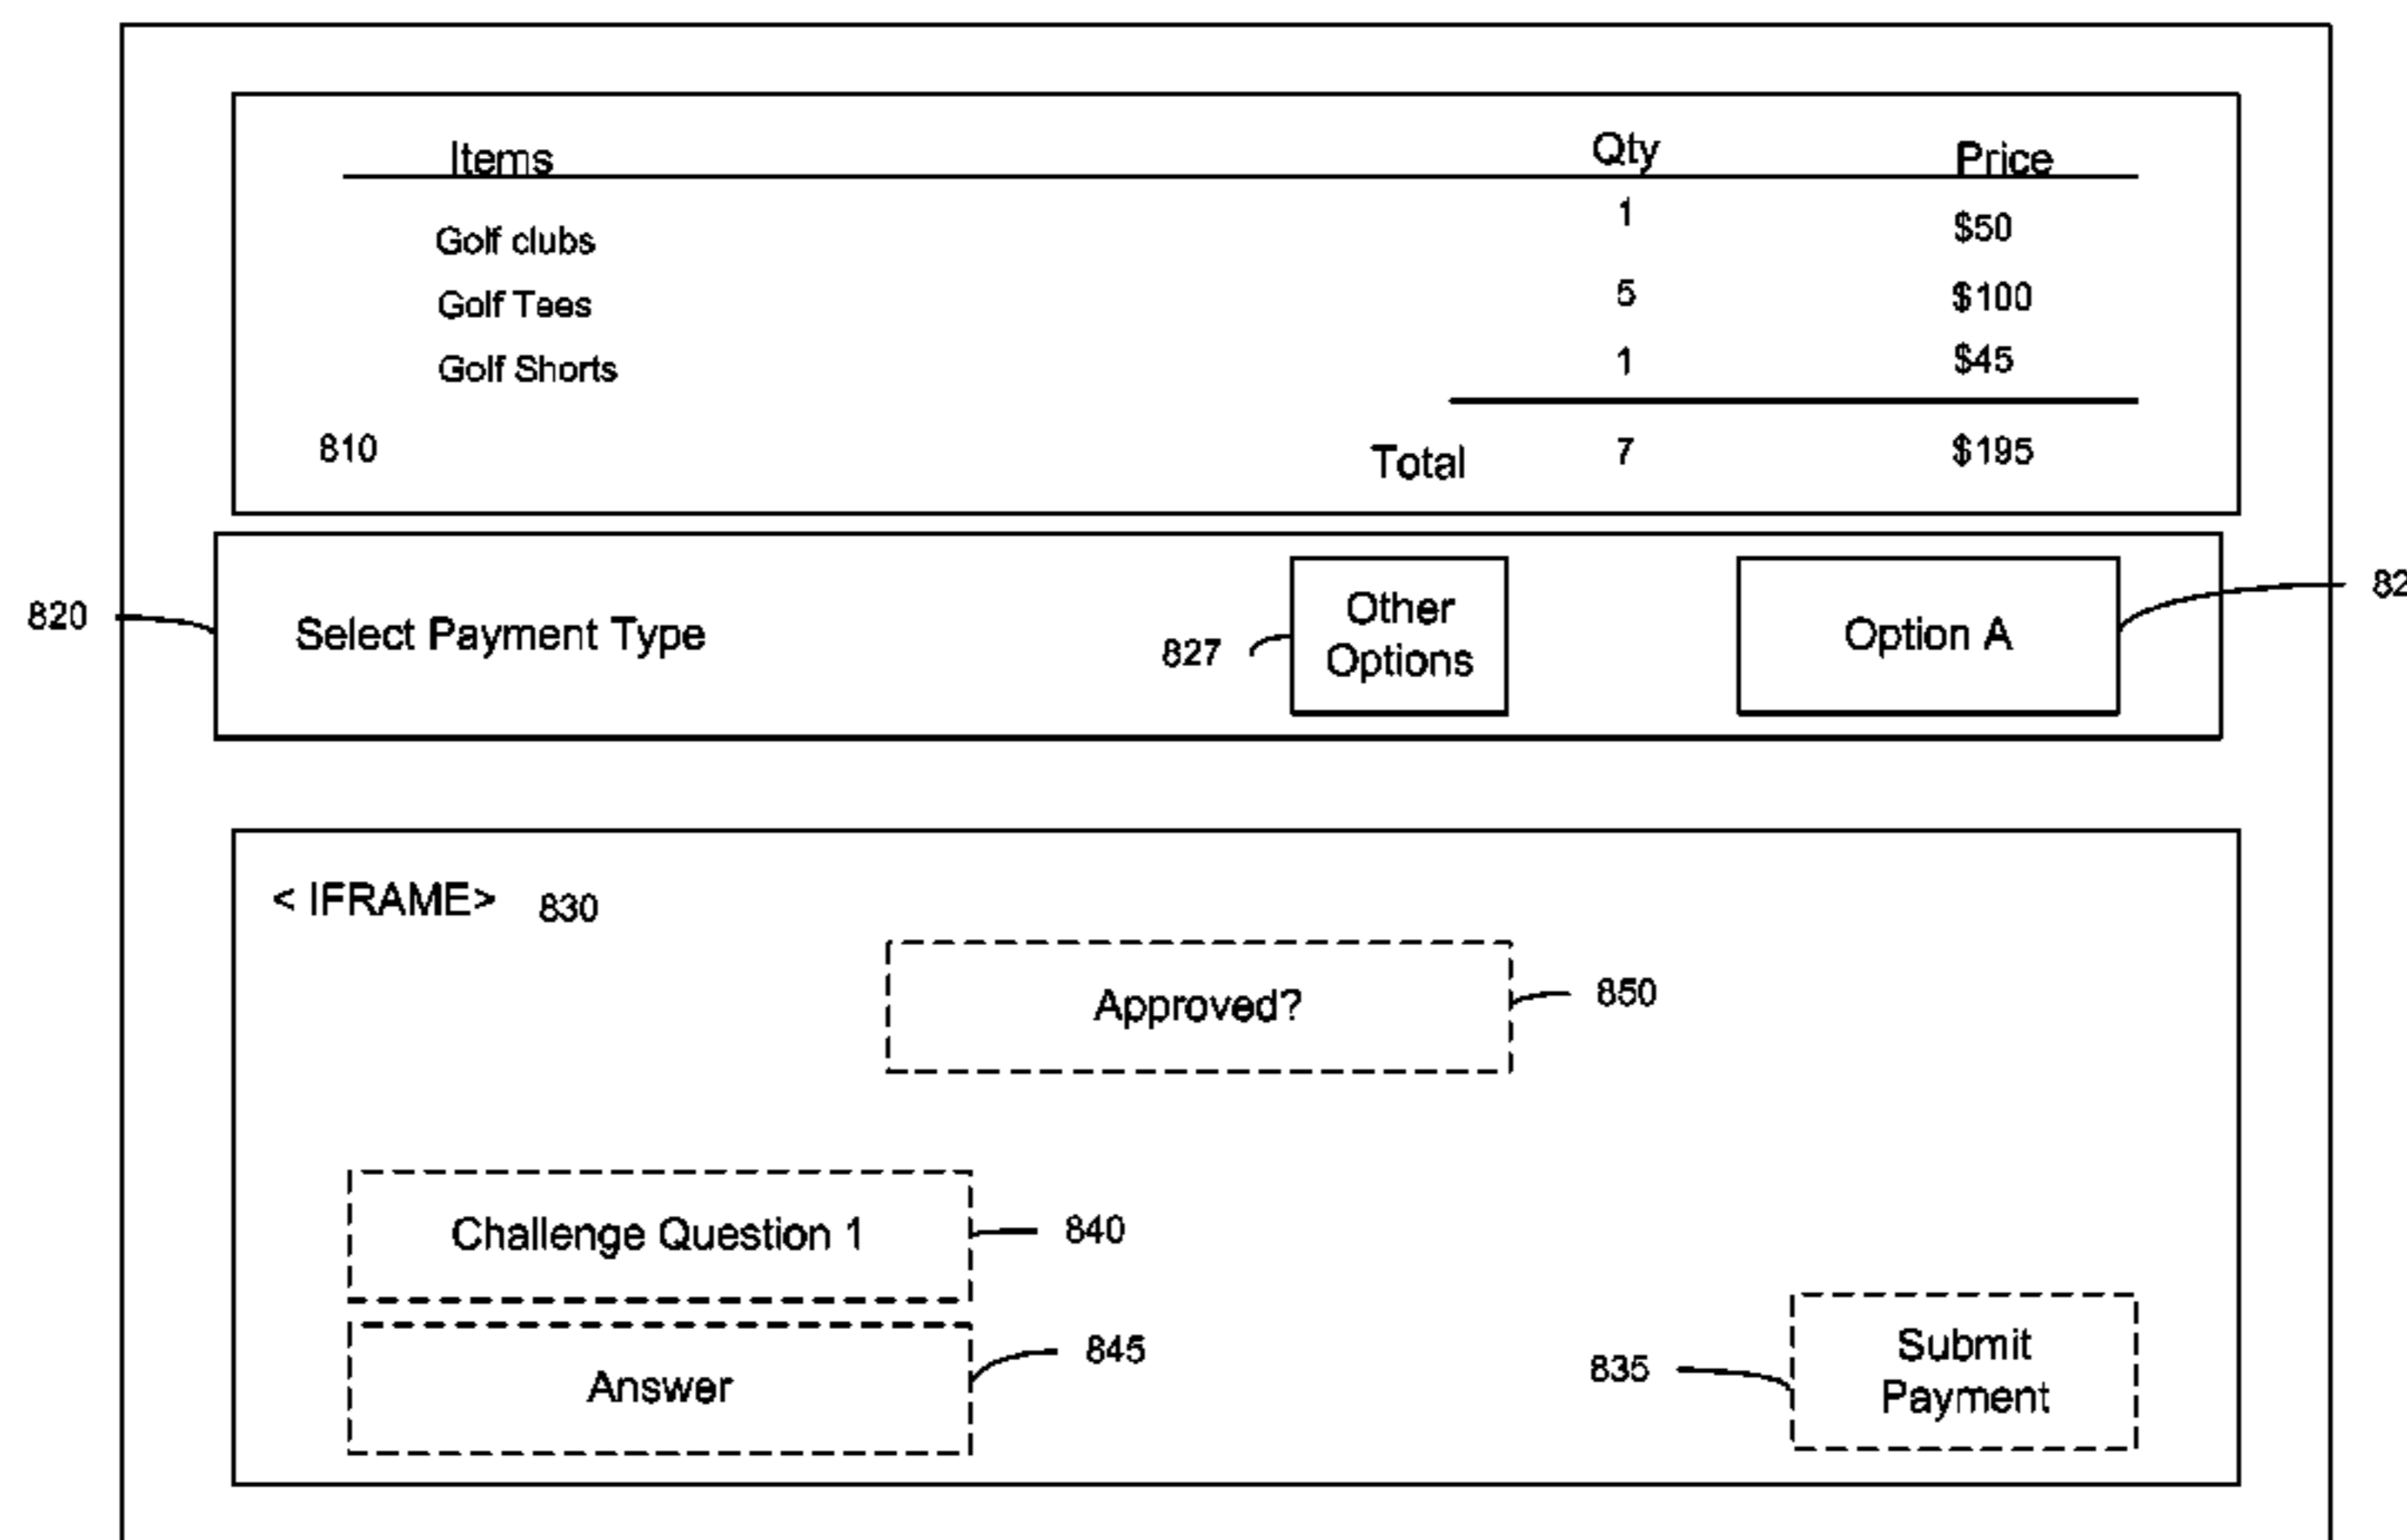 Items Qty Price
Golf clubs 1 $50
Golf Tees 5 $100
Golf Shorts 1 $45
810 Total 7 $195
820
Select Payment Type
827
Other
Options
Option A
< IFRAME> 830
Approved?
850
Challenge Question 1
840
Answer
845
835
Submit
Payment